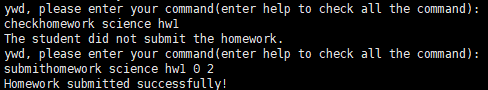 ywd, please enter your command(enter help to check all the command):
checkhomework science hw1
The student did not submit the homework.
ywd, please enter your command(enter help to check all the command):
submithomework science hw1 0 2
Homework submitted successfully!